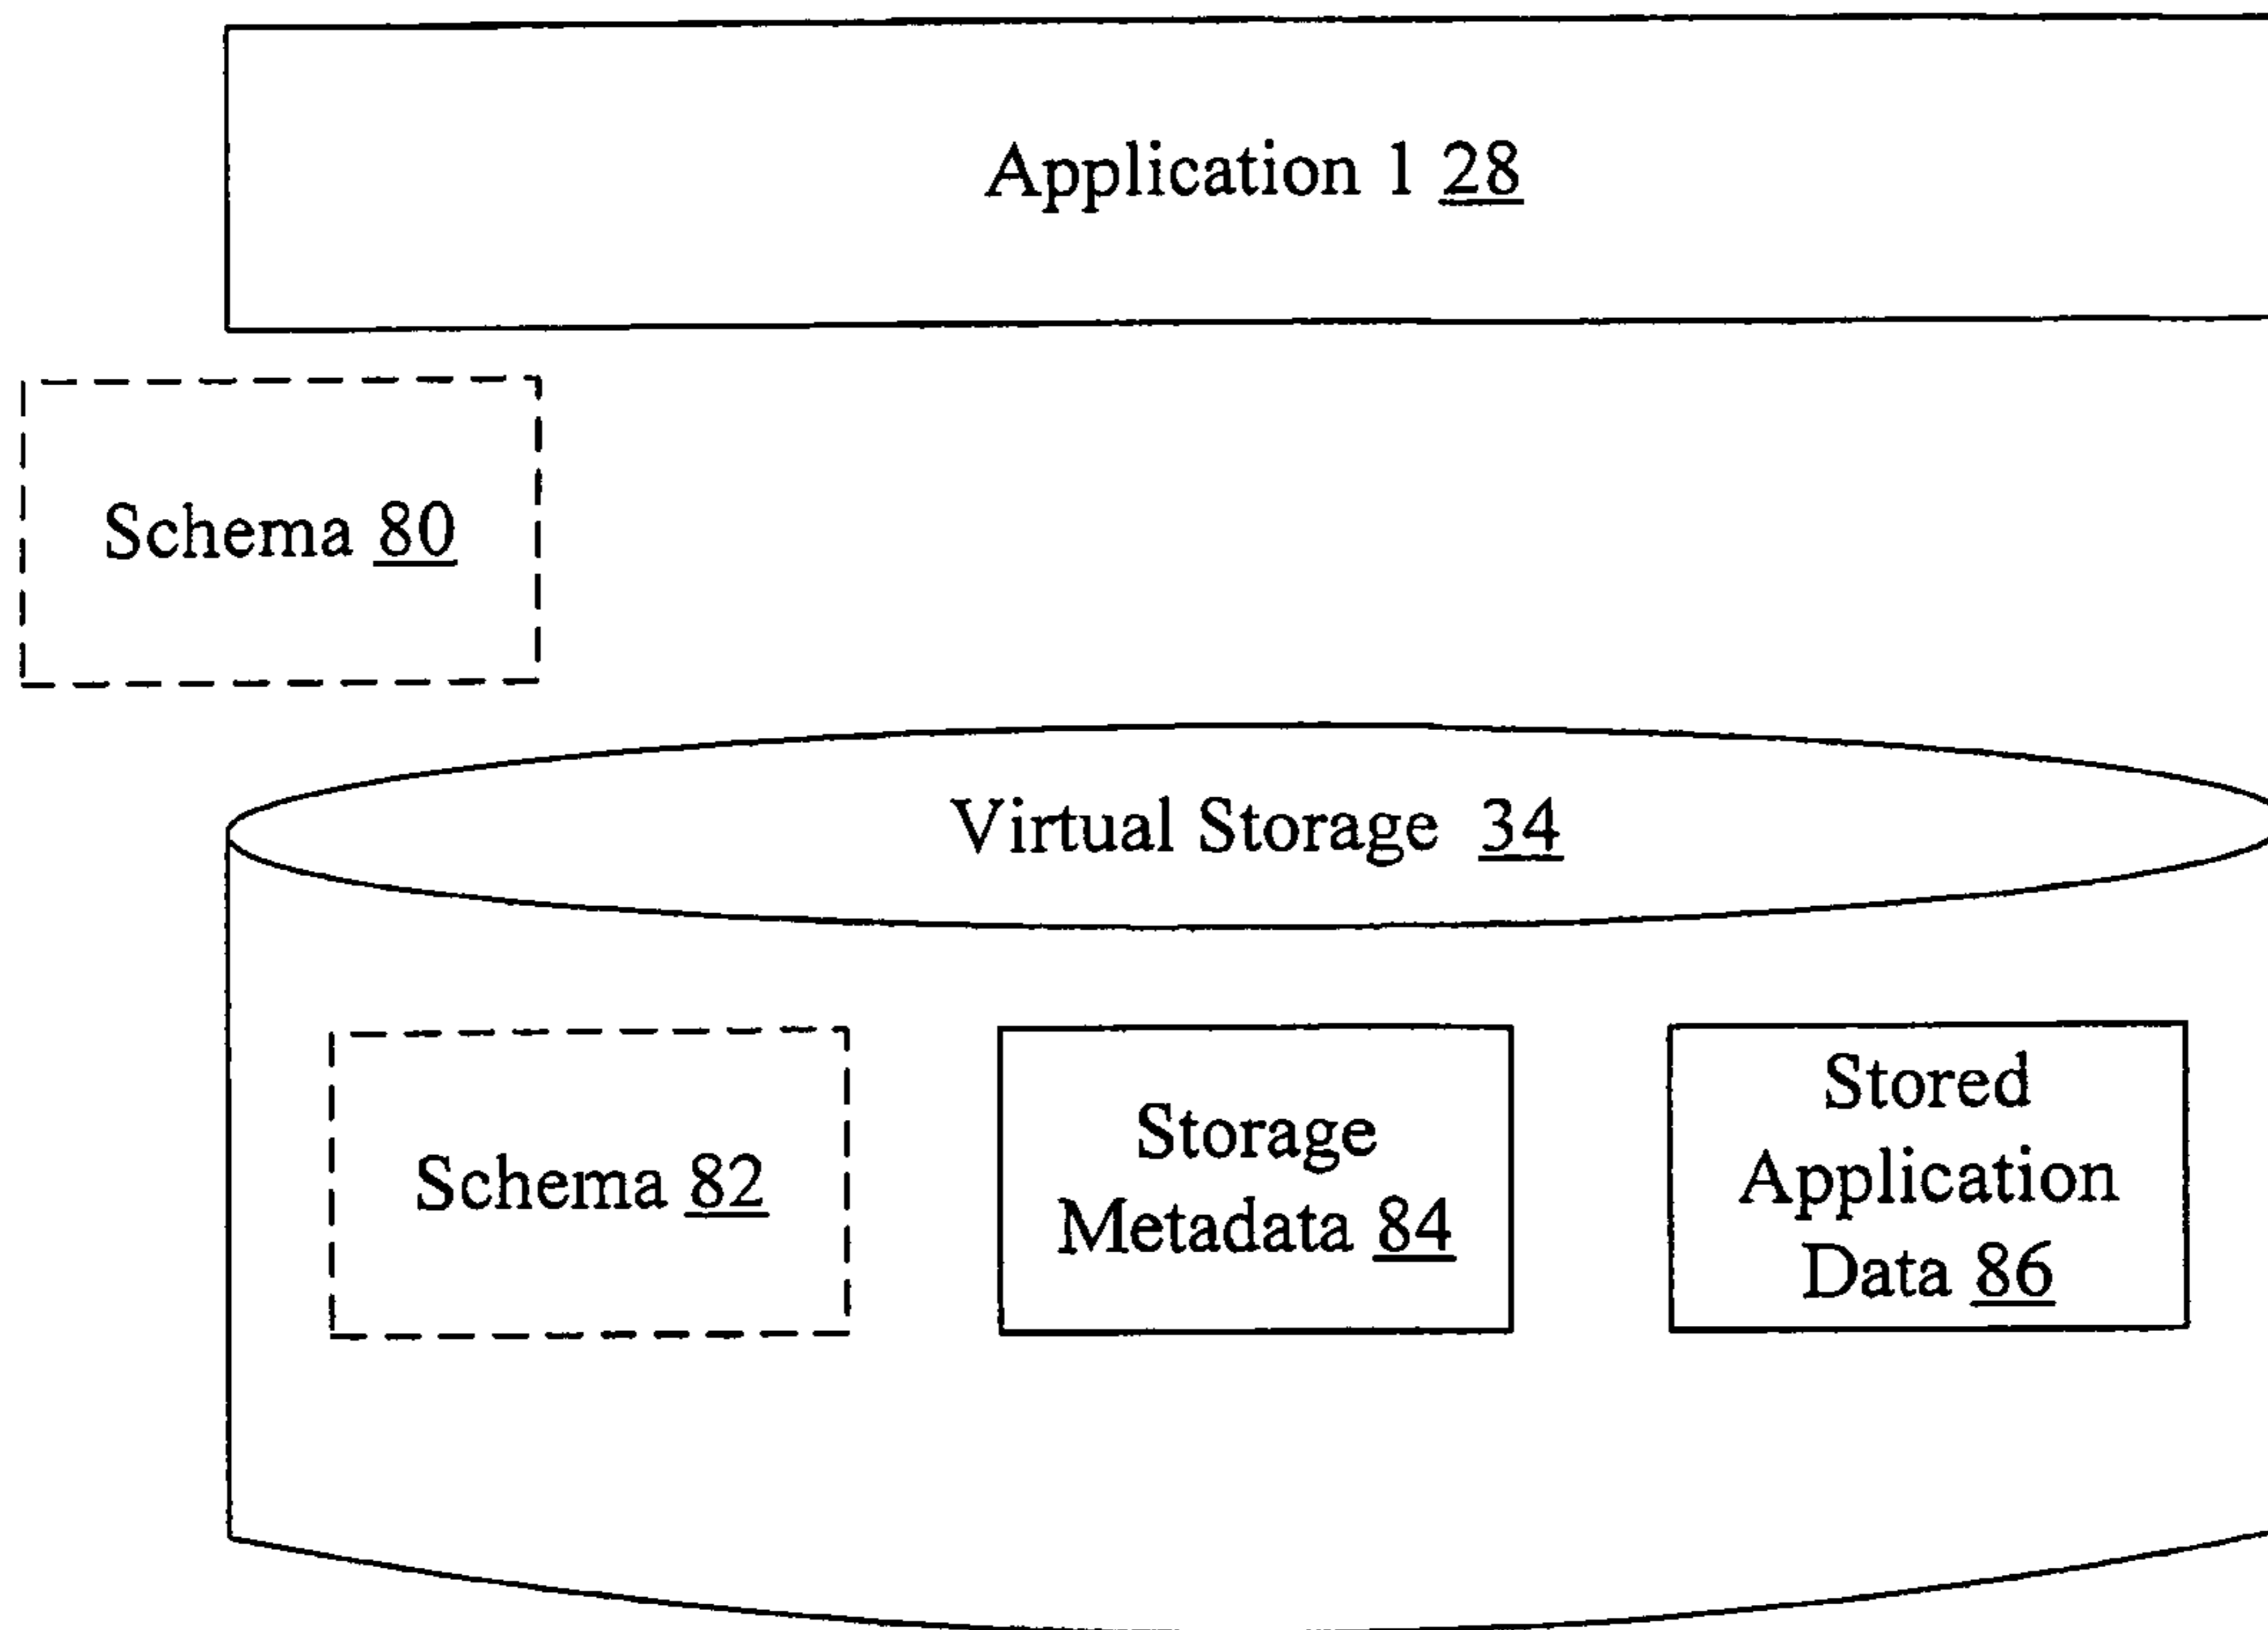 Application 1 28
Schema 80
Virtual Storage 34
Schema 82
Storage
Metadata 84
Stored
Application
Data 86